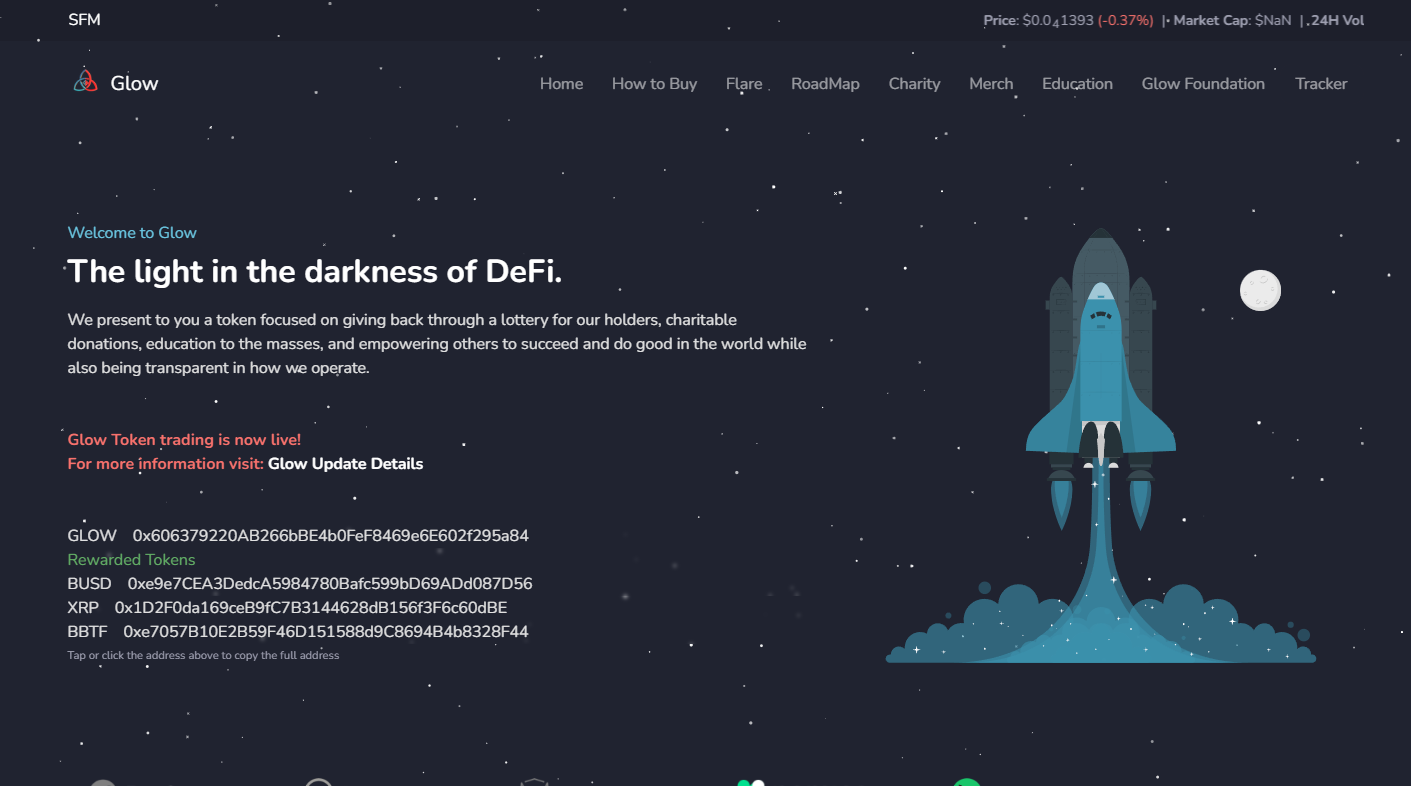 SFM
Price: $0.0₄1393 (-0.37%) | Market Cap: $NaN | 24H Vol
Glow
Home How to Buy Flare RoadMap Charity Merch Education Glow Foundation Tracker
Welcome to Glow
The light in the darkness of DeFi.
We present to you a token focused on giving back through a lottery for our holders, charitable
donations, education to the masses, and empowering others to succeed and do good in the world while
also being transparent in how we operate.
Glow Token trading is now live!
For more information visit: Glow Update Details
GLOW 0x606379220AB266bBE4b0FeF8469e6E602f295a84
Rewarded Tokens
BUSD 0xe9e7CEA3DedcA5984780Bafc599bD69ADd087D56
XRP 0x1D2F0da169ceB9fC7B3144628dB156f3F6c60dBE
BBTF 0xe7057B10E2B59F46D151588d9C8694B4b8328F44
Tap or click the address above to copy the full address